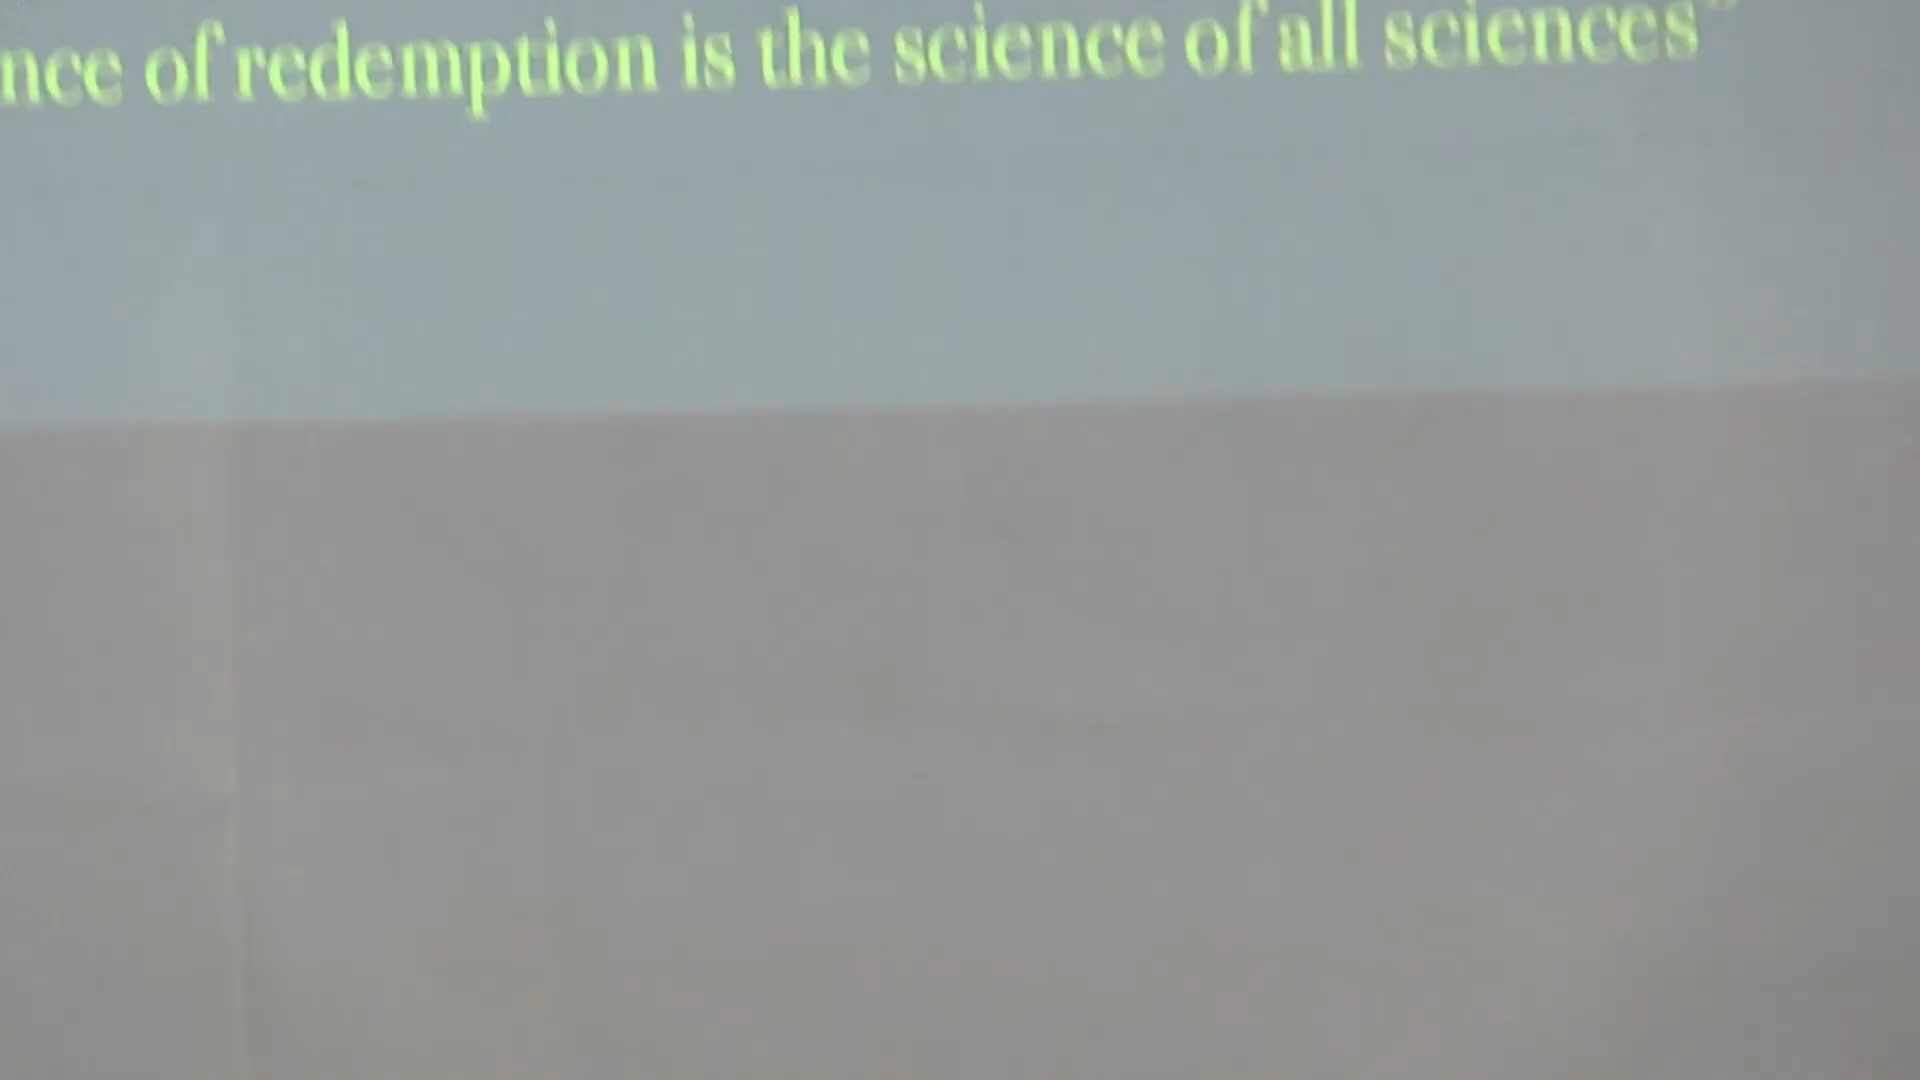 nce of redemption is the science of all sciences"